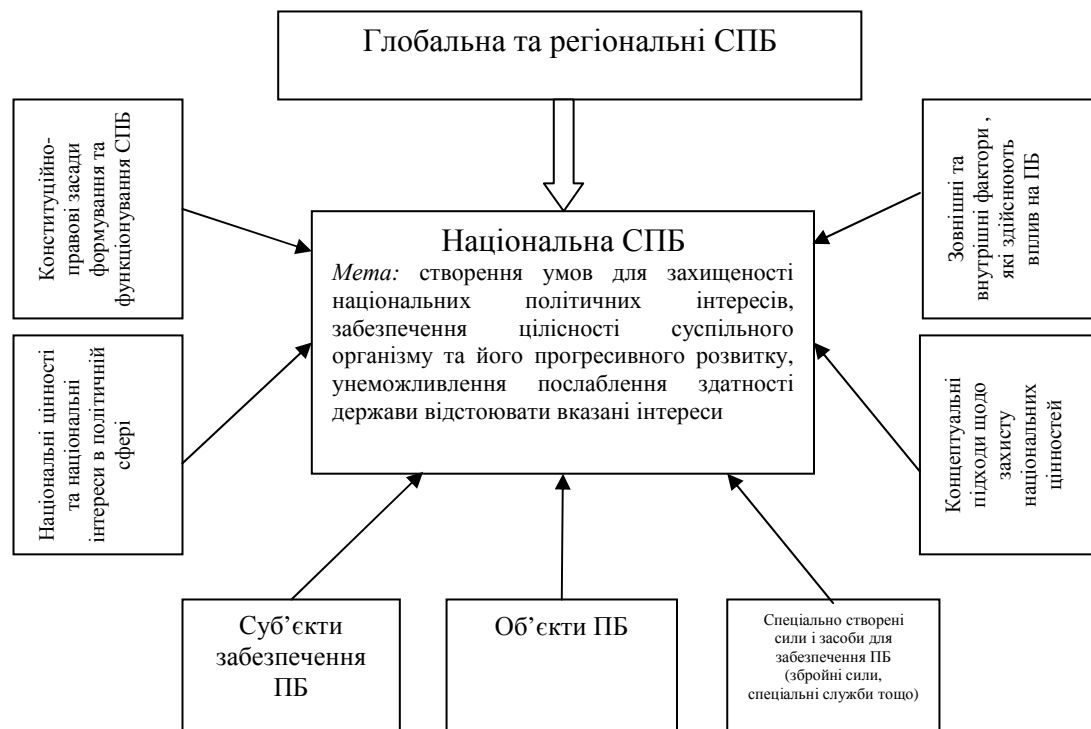 Глобальна та регіональні СПБ
Конституційно-
правові засади
формування та
функціонування СПБ
Зовнішні та
внутрішні фактори ,
які здійснюють
вплив на ПБ
Національна СПБ
Мета: створення умов для захищеності
національних політичних інтересів,
забезпечення цілісності суспільного
організму та його прогресивного розвитку,
унеможливлення послаблення здатності
держави відстоювати вказані інтереси
Національні цінності
та національні
інтереси в політичній
сфері
Концептуальні
підходи щодо
захисту
національних
цінностей
Суб’єкти
забезпечення
ПБ
Об’єкти ПБ
Спеціально створені
сили і засоби для
забезпечення ПБ
(збройні сили,
спеціальні служби тощо)